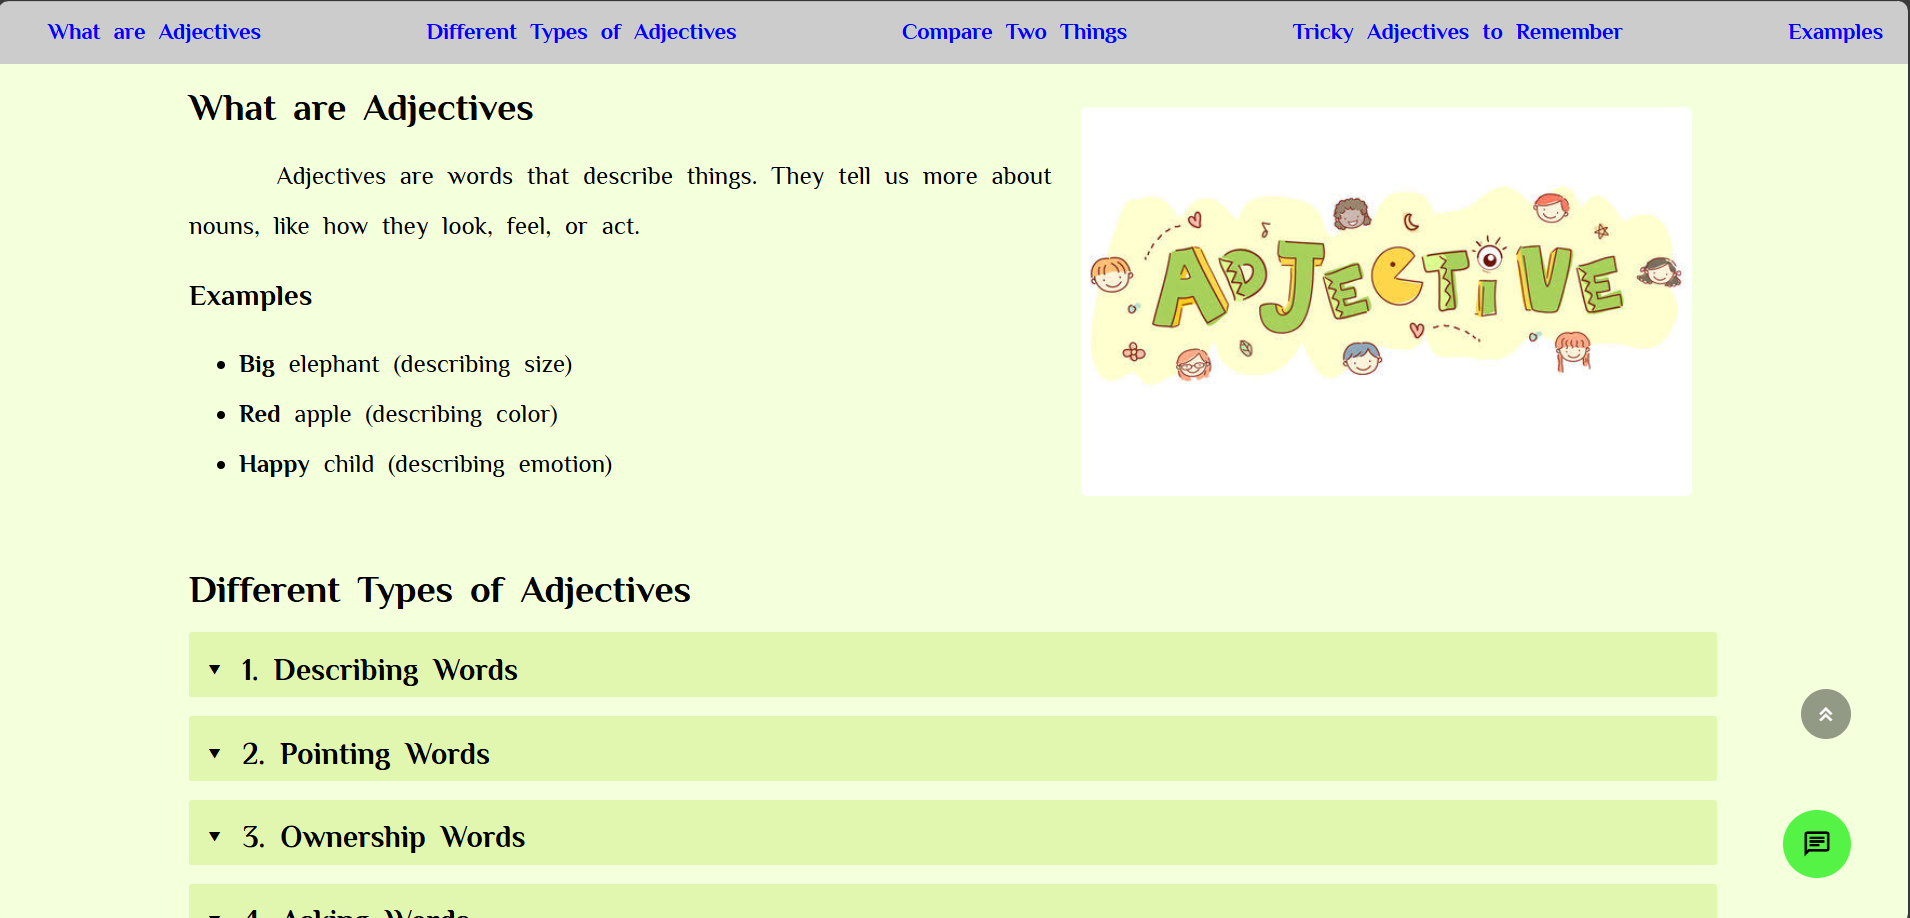 What are Adjectives
Different Types of Adjectives
Compare Two Things
Tricky Adjectives to Remember
Examples
What are Adjectives
Adjectives are words that describe things. They tell us more about
nouns, like how they look, feel, or act.
Examples
• Big elephant (describing size)
• Red apple (describing color)
• Happy child (describing emotion)
ADJECTIVE
Different Types of Adjectives
1. Describing Words
2. Pointing Words
3. Ownership Words
4. Asking Words